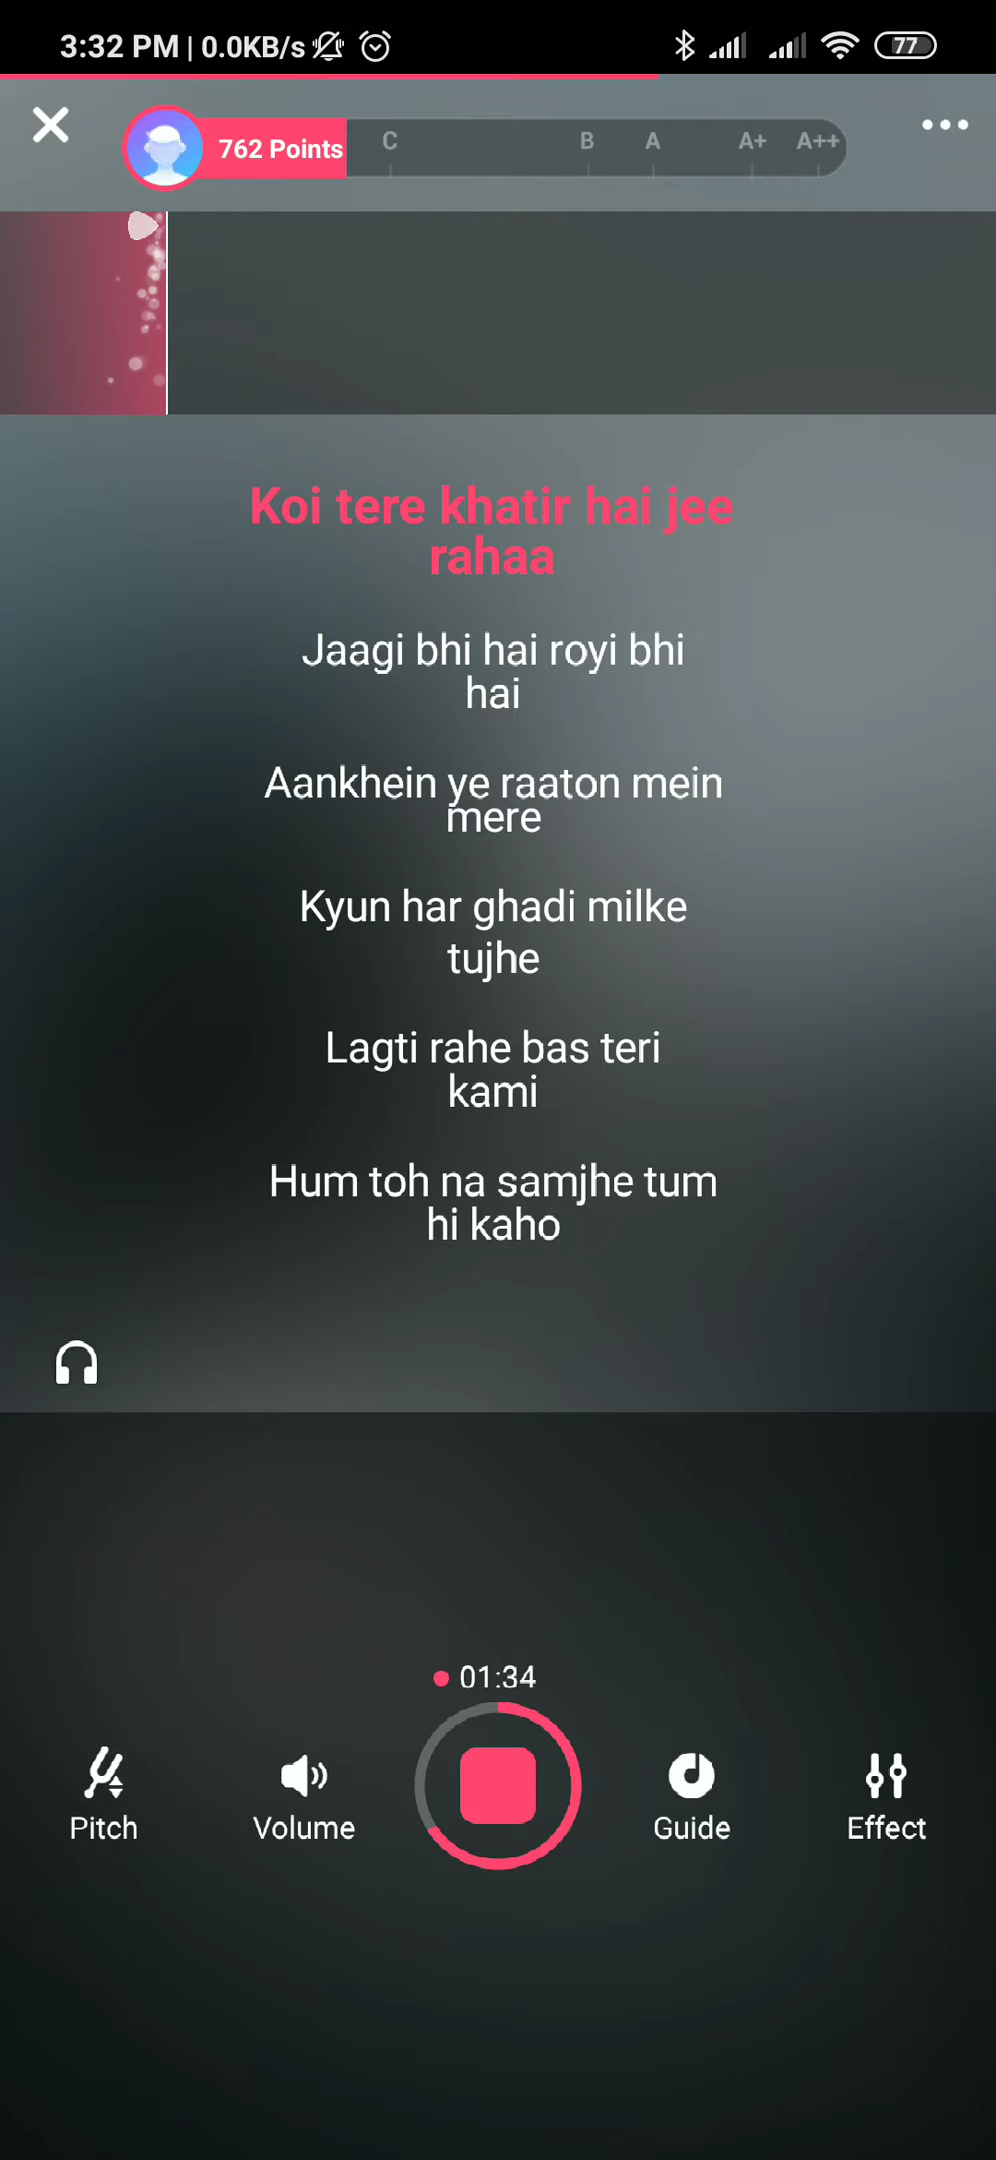 3:32 PM | 0.0KB/s 77
762 Points C B A A+ A++
Koi tere khatir hai jee
rahaa
Jaagi bhi hai royi bhi
hai
Aankhein ye raaton mein
mere
Kyun har ghadi milke
tujhe
Lagti rahe bas teri
kami
Hum toh na samjhe tum
hi kaho
01:34
Pitch Volume Guide Effect